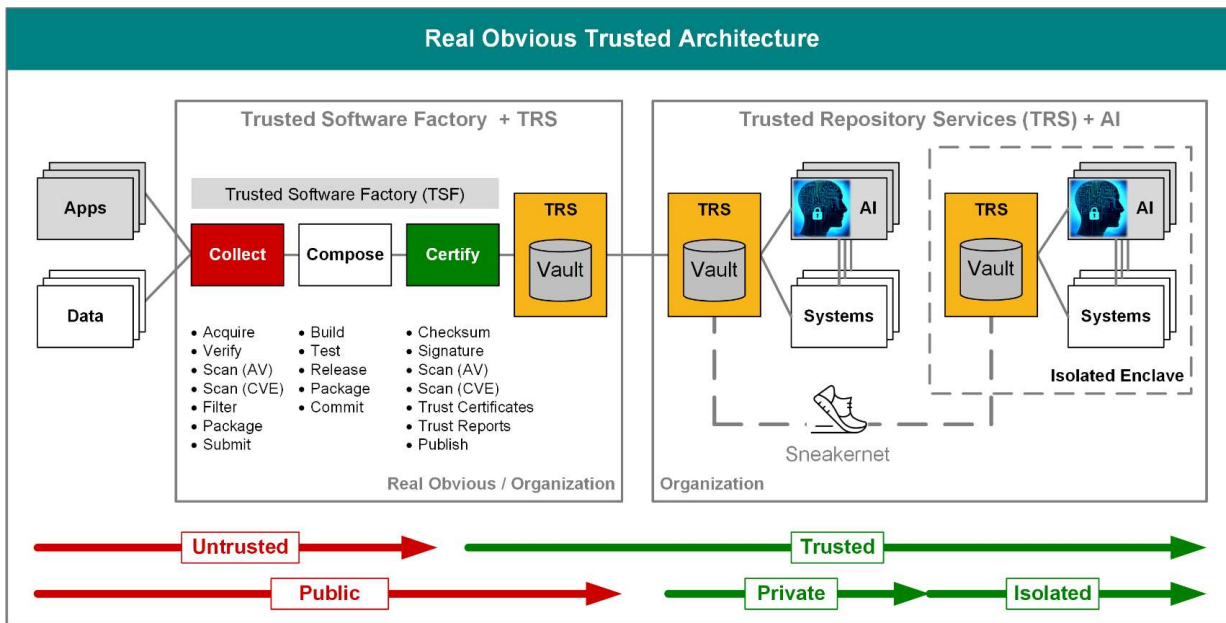 Real Obvious Trusted Architecture
Trusted Software Factory + TRS
Trusted Repository Services (TRS) + AI
Apps
Data
Trusted Software Factory (TSF)
Collect
Compose
Certify
TRS
Vault
• Acquire
• Verify
• Scan (AV)
• Scan (CVE)
• Filter
• Package
• Submit
• Build
• Test
• Release
• Package
• Commit
• Checksum
• Signature
• Scan (AV)
• Scan (CVE)
• Trust Certificates
• Trust Reports
• Publish
Real Obvious / Organization
TRS
Vault
AI
Systems
TRS
Vault
AI
Systems
Isolated Enclave
Sneakernet
Organization
Untrusted
Trusted
Public
Private
Isolated